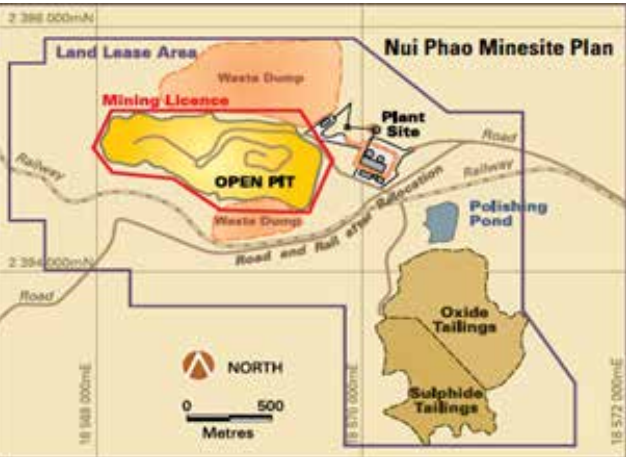 2 396 000mN
Nui Phao Minesite Plan
Land Lease Area
Waste Dump
Mining Licence
Plant
Site
Road
Railway
Railway
OPEN PIT
Waste Dump
Road and Rail after Relocation
Polishing
Pond
2 394 000mN
Road
Oxide
Tailings
NORTH
Sulphide
Tailings
0 500
Metres
18 568 000mE
18 570 000mE
18 572 000mE